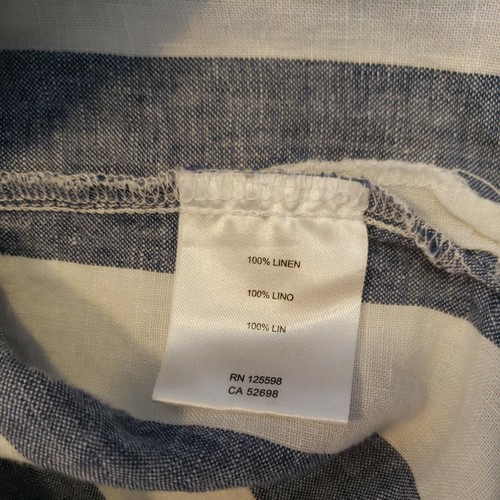 100% LINEN
100% LINO
100% LIN
RN 125598
CA 52698